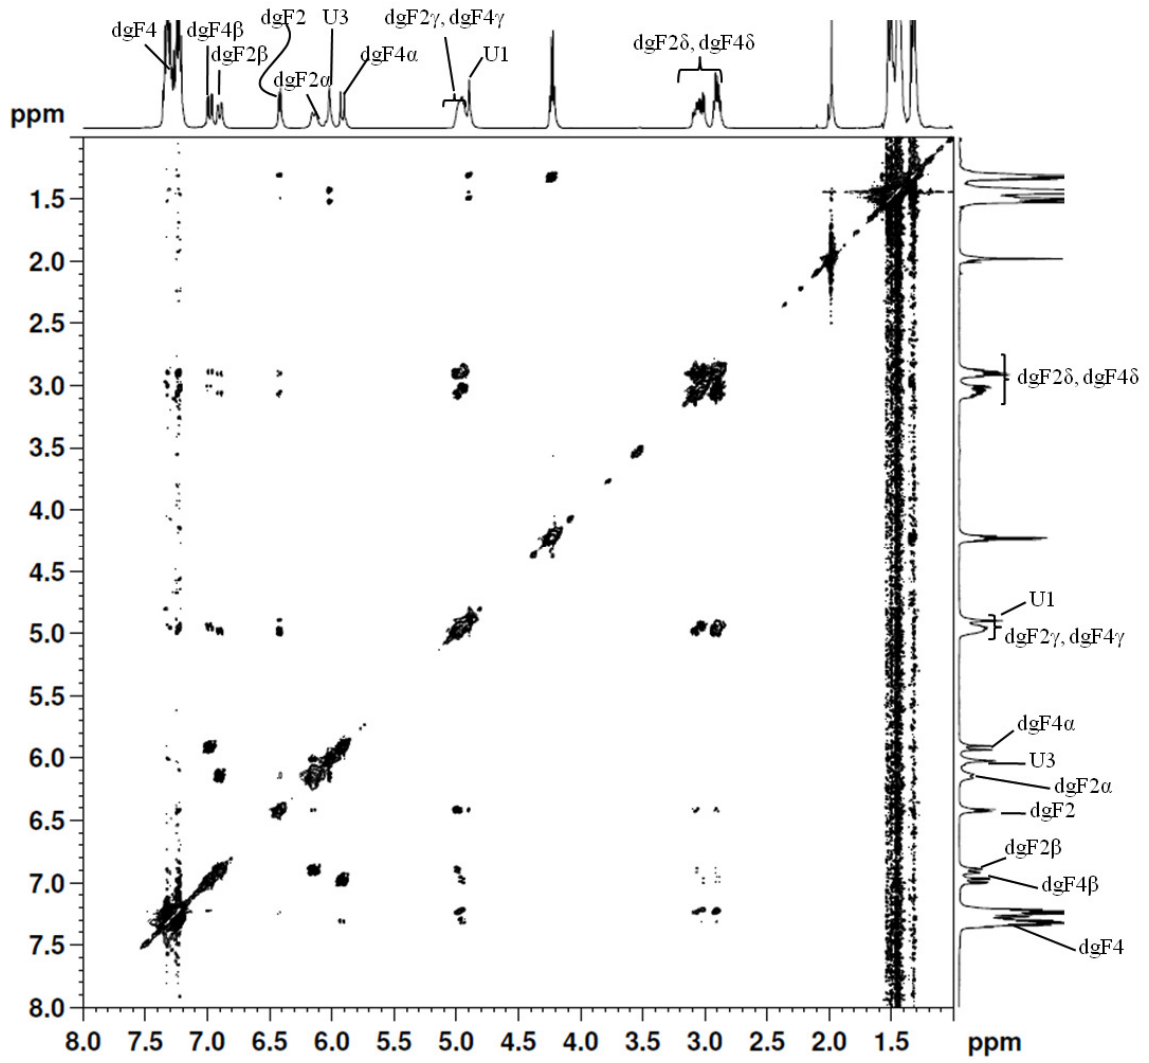 dgF4
dgF4β
dgF2β
dgF2
U3
dgF2α
dgF2γ, dgF4γ
dgF4α
U1
dgF2δ, dgF4δ
ppm
1.5
2.0
2.5
3.0
3.5
4.0
4.5
5.0
5.5
6.0
6.5
7.0
7.5
8.0
dgF2δ, dgF4δ
U1
dgF2γ, dgF4γ
dgF4α
U3
dgF2α
dgF2
dgF2β
dgF4β
dgF4
8.0 7.5 7.0 6.5 6.0 5.5 5.0 4.5 4.0 3.5 3.0 2.5 2.0 1.5 ppm